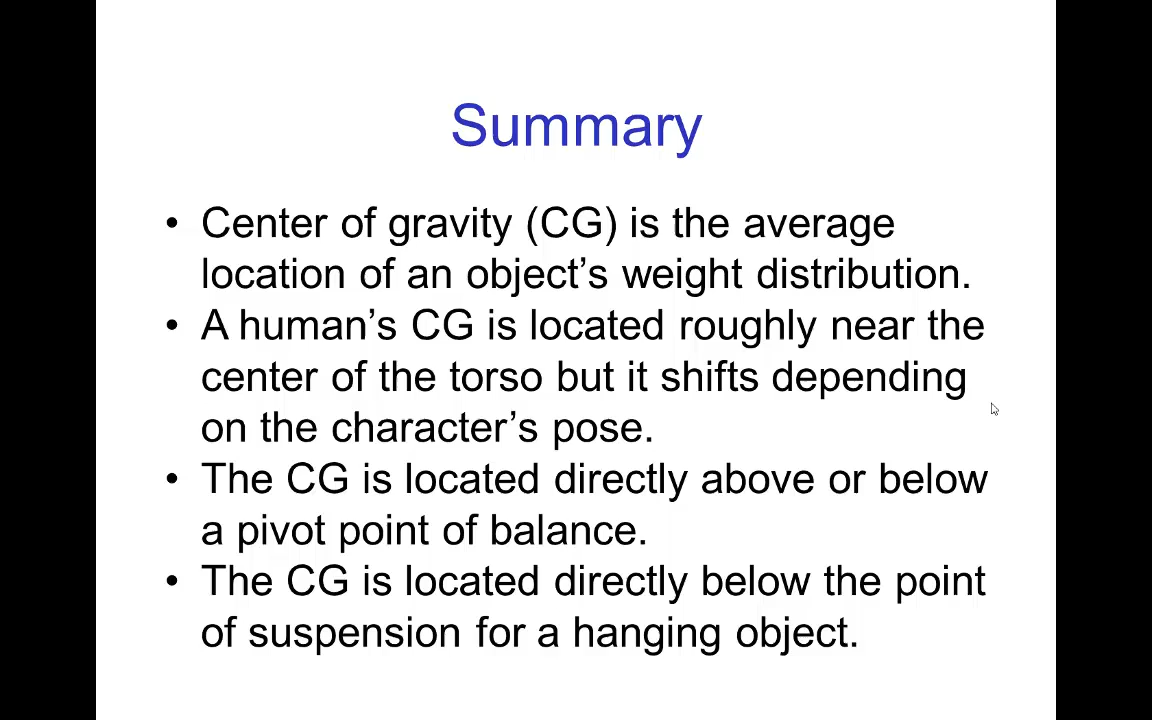 Summary
• Center of gravity (CG) is the average
location of an object’s weight distribution.
• A human’s CG is located roughly near the
center of the torso but it shifts depending
on the character’s pose.
• The CG is located directly above or below
a pivot point of balance.
• The CG is located directly below the point
of suspension for a hanging object.